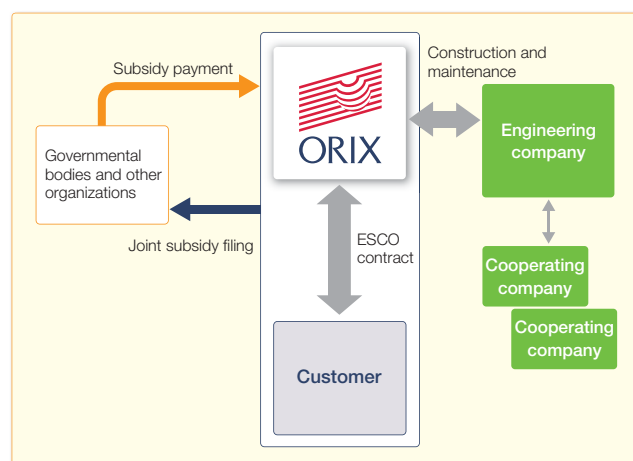 Subsidy payment
Governmental
bodies and other
organizations
Joint subsidy filing
ORIX
ESCO
contract
Customer
Construction and
maintenance
Engineering
company
Cooperating
company
Cooperating
company